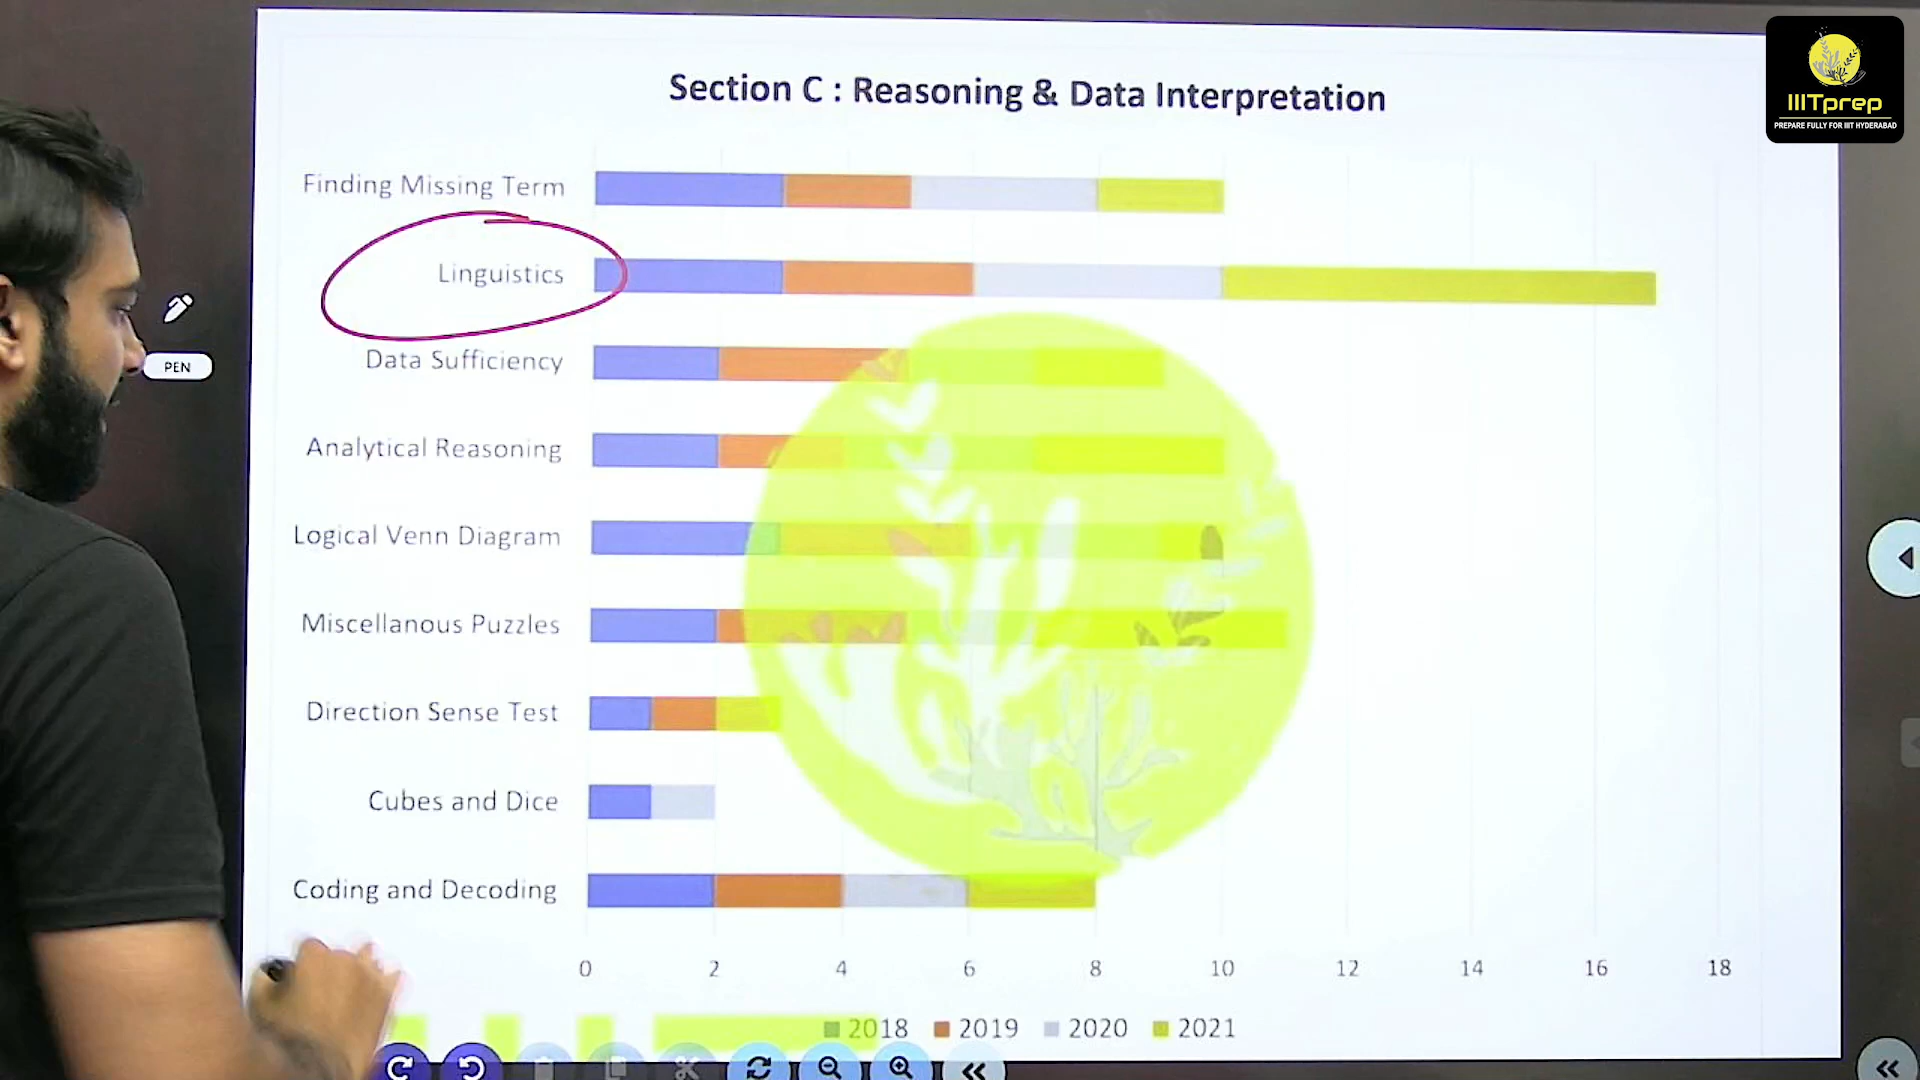 Section C : Reasoning & Data Interpretation
IIITprep
PREPARE FULLY FOR IIIT HYDERABAD
Finding Missing Term
Linguistics
PEN
Data Sufficiency
Analytical Reasoning
Logical Venn Diagram
Miscellanous Puzzles
Direction Sense Test
Cubes and Dice
Coding and Decoding
0 2 4 6 8 10 12 14 16 18
2018 2019 2020 2021